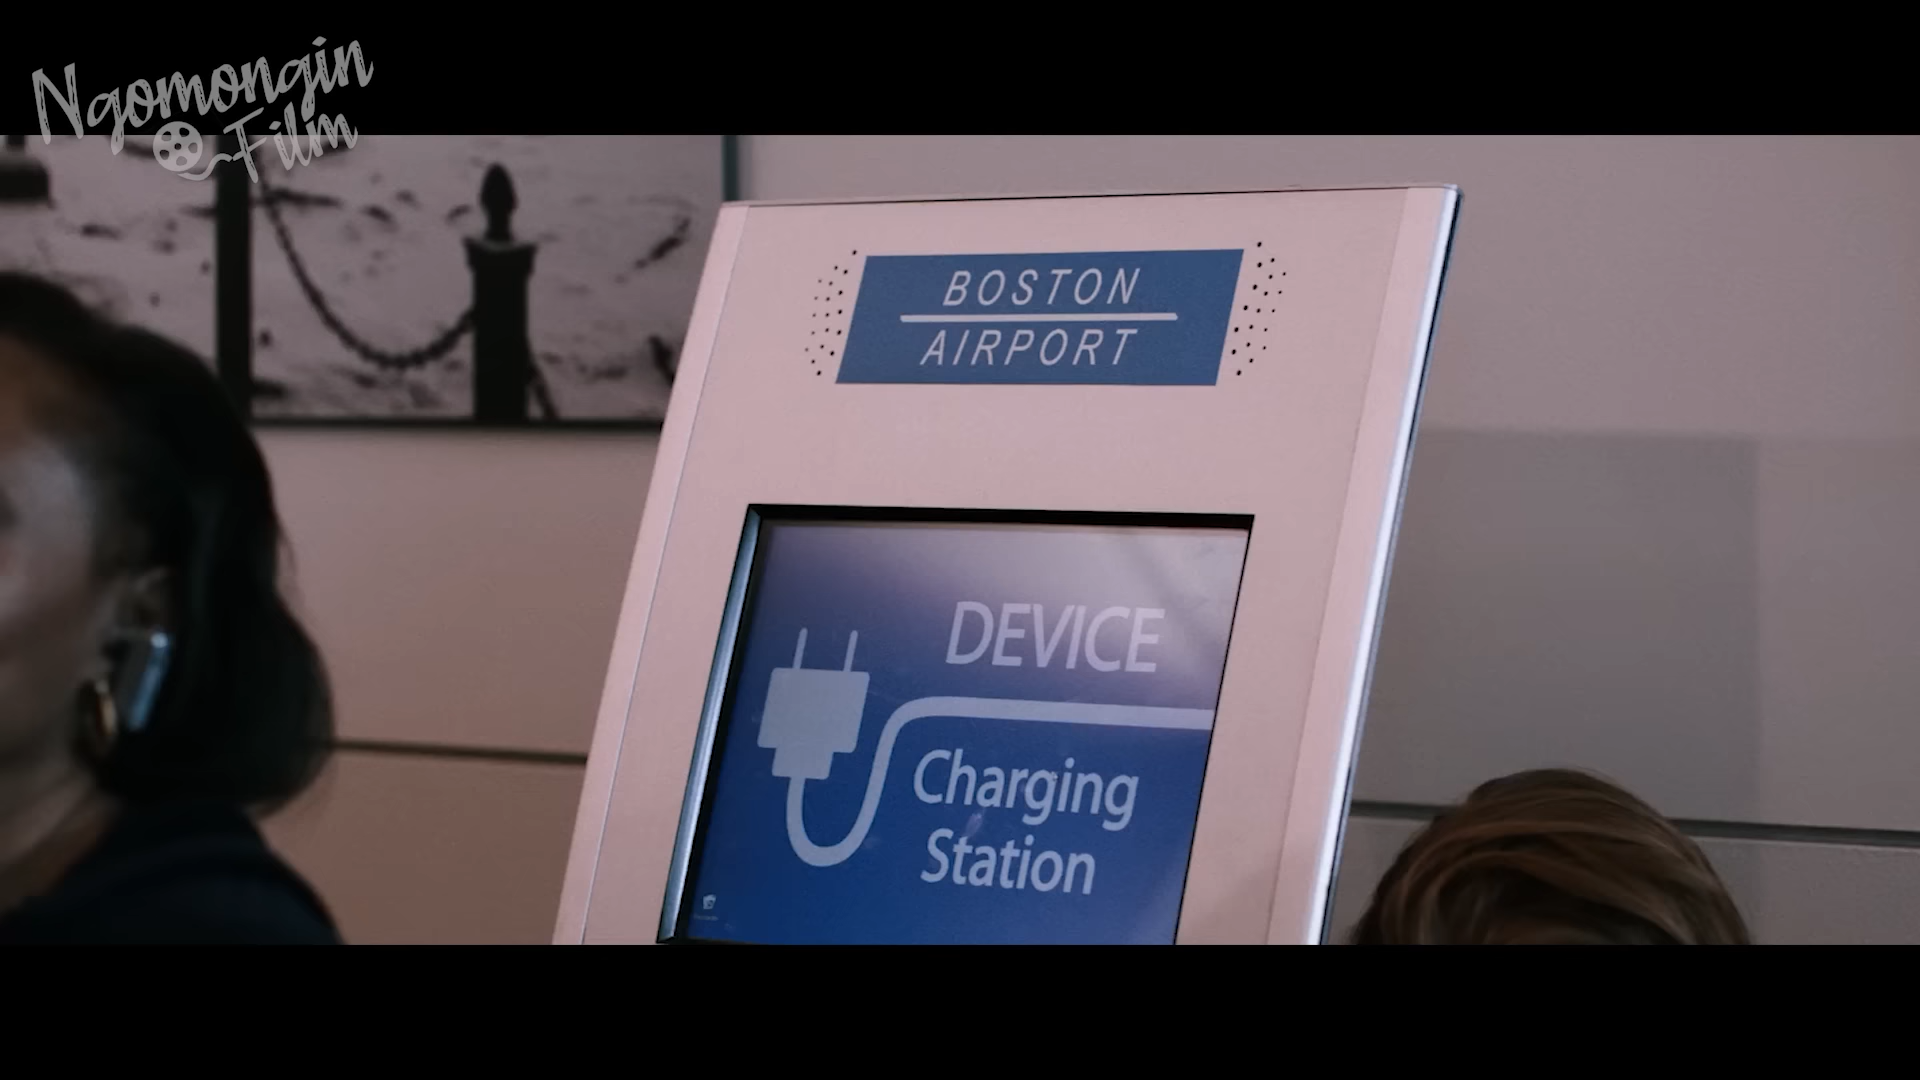 Ngomongin
Film
BOSTON
AIRPORT
DEVICE
Charging
Station